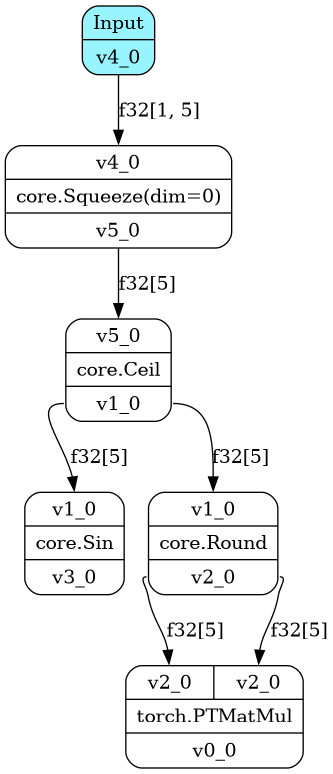 Input
v4_0
f32[1, 5]
v4_0
core.Squeeze(dim=0)
v5_0
f32[5]
v5_0
core.Ceil
v1_0
f32[5]
f32[5]
v1_0
core.Sin
v3_0
v1_0
core.Round
v2_0
f32[5]
f32[5]
v2_0 v2_0
torch.PTMatMul
v0_0